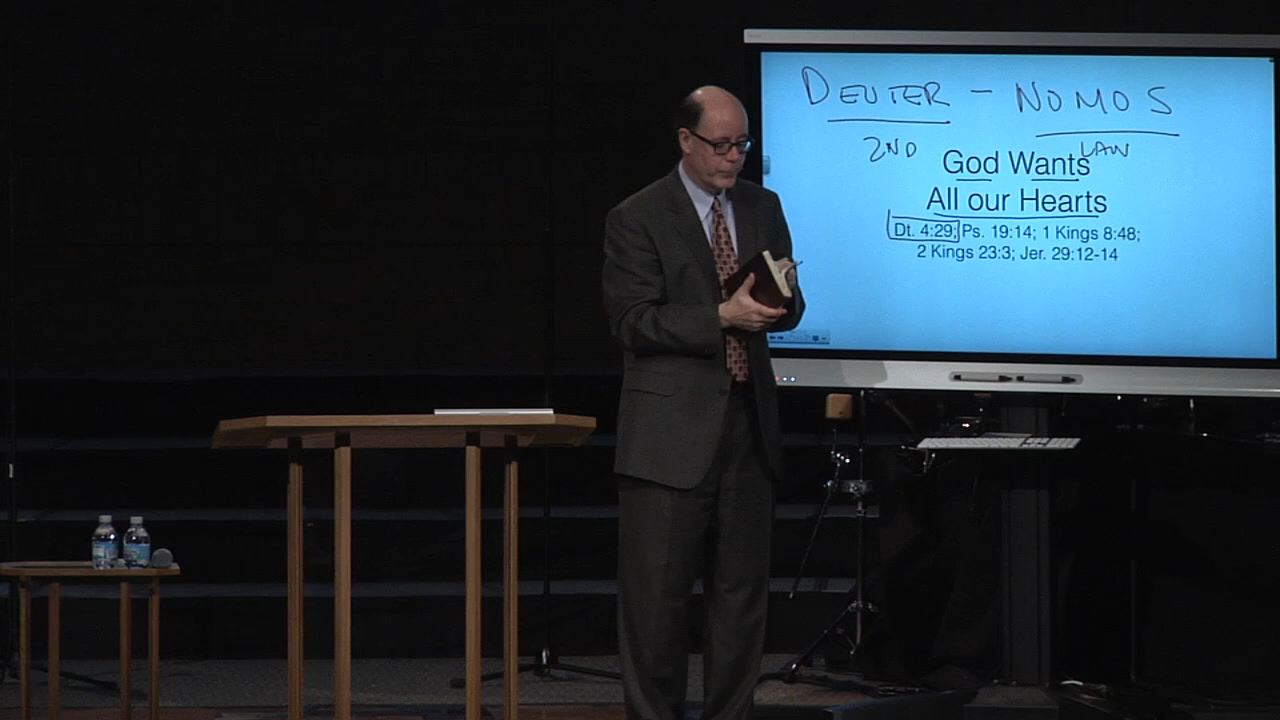 DEUTER - NOMOS
2ND LAW
God Wants
All our Hearts
Dt. 4:29; Ps. 19:14; 1 Kings 8:48;
2 Kings 23:3; Jer. 29:12-14